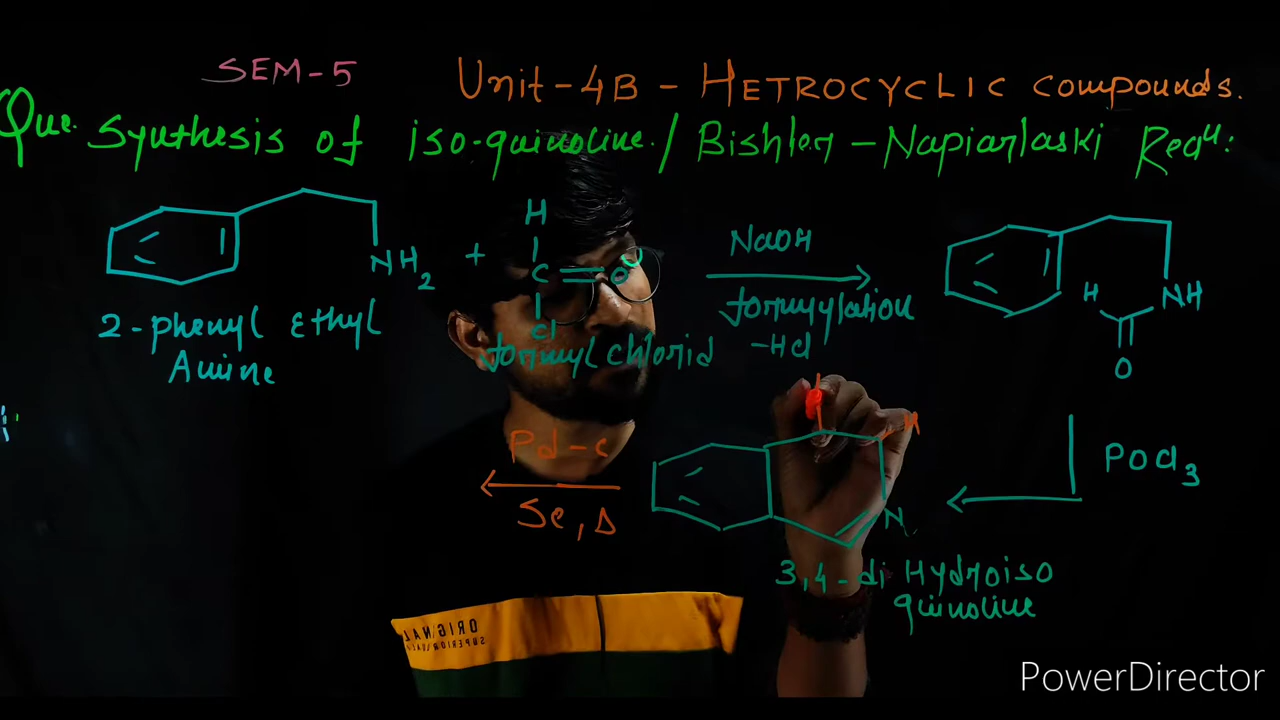 SEM-5 Unit-4B - HETROCYCLIC compounds.
Que. Synthesis of iso-quinoline / Bishler - Napiarlaski Reaⁿ:
NH2 + H C O Cl NaOH NH
formylation H
2-phenyl Ethyl formyl chlorid -HCl O
Amine
Pd-C POCl3
Se, Δ N
3,4-di Hydroiso
quinoline
ORIGINAL
PowerDirector